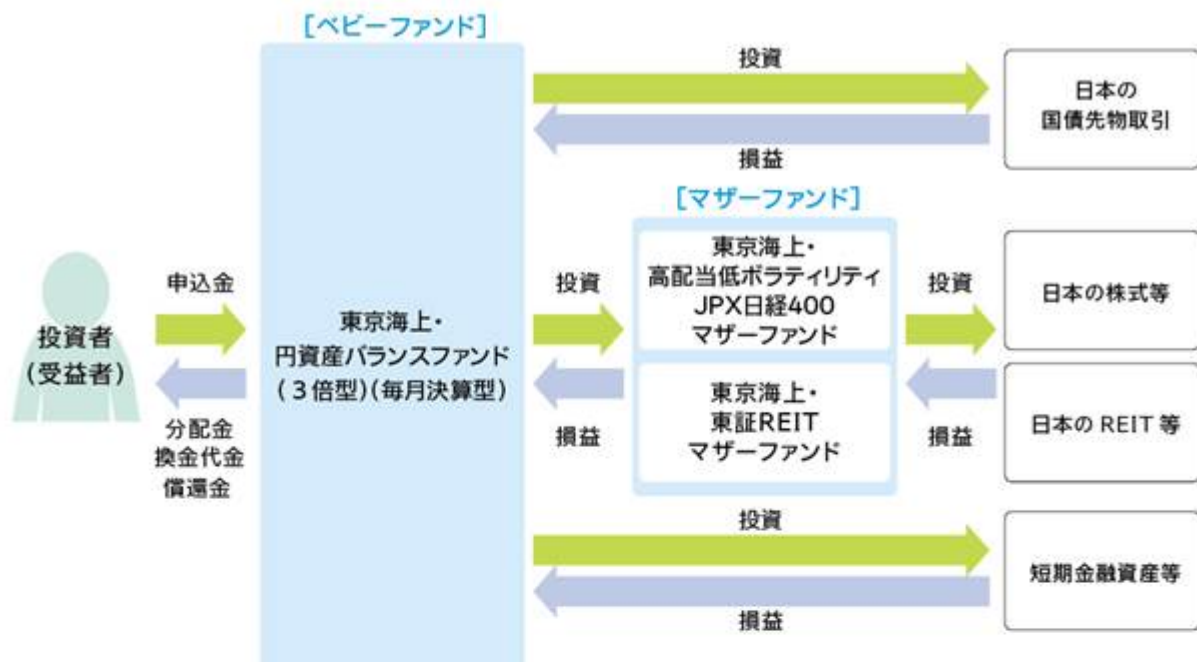 [ベビーファンド]
投資
日本の
国債先物取引
損益
[マザーファンド]
投資者
(受益者)
申込金
分配金
換金代金
償還金
東京海上・
円資産バランスファンド
(3倍型)(毎月決算型)
投資
損益
東京海上・
高配当低ボラティリティ
JPX日経400
マザーファンド
東京海上・
東証REIT
マザーファンド
投資
損益
日本の株式等
日本の REIT 等
投資
短期金融資産等
損益